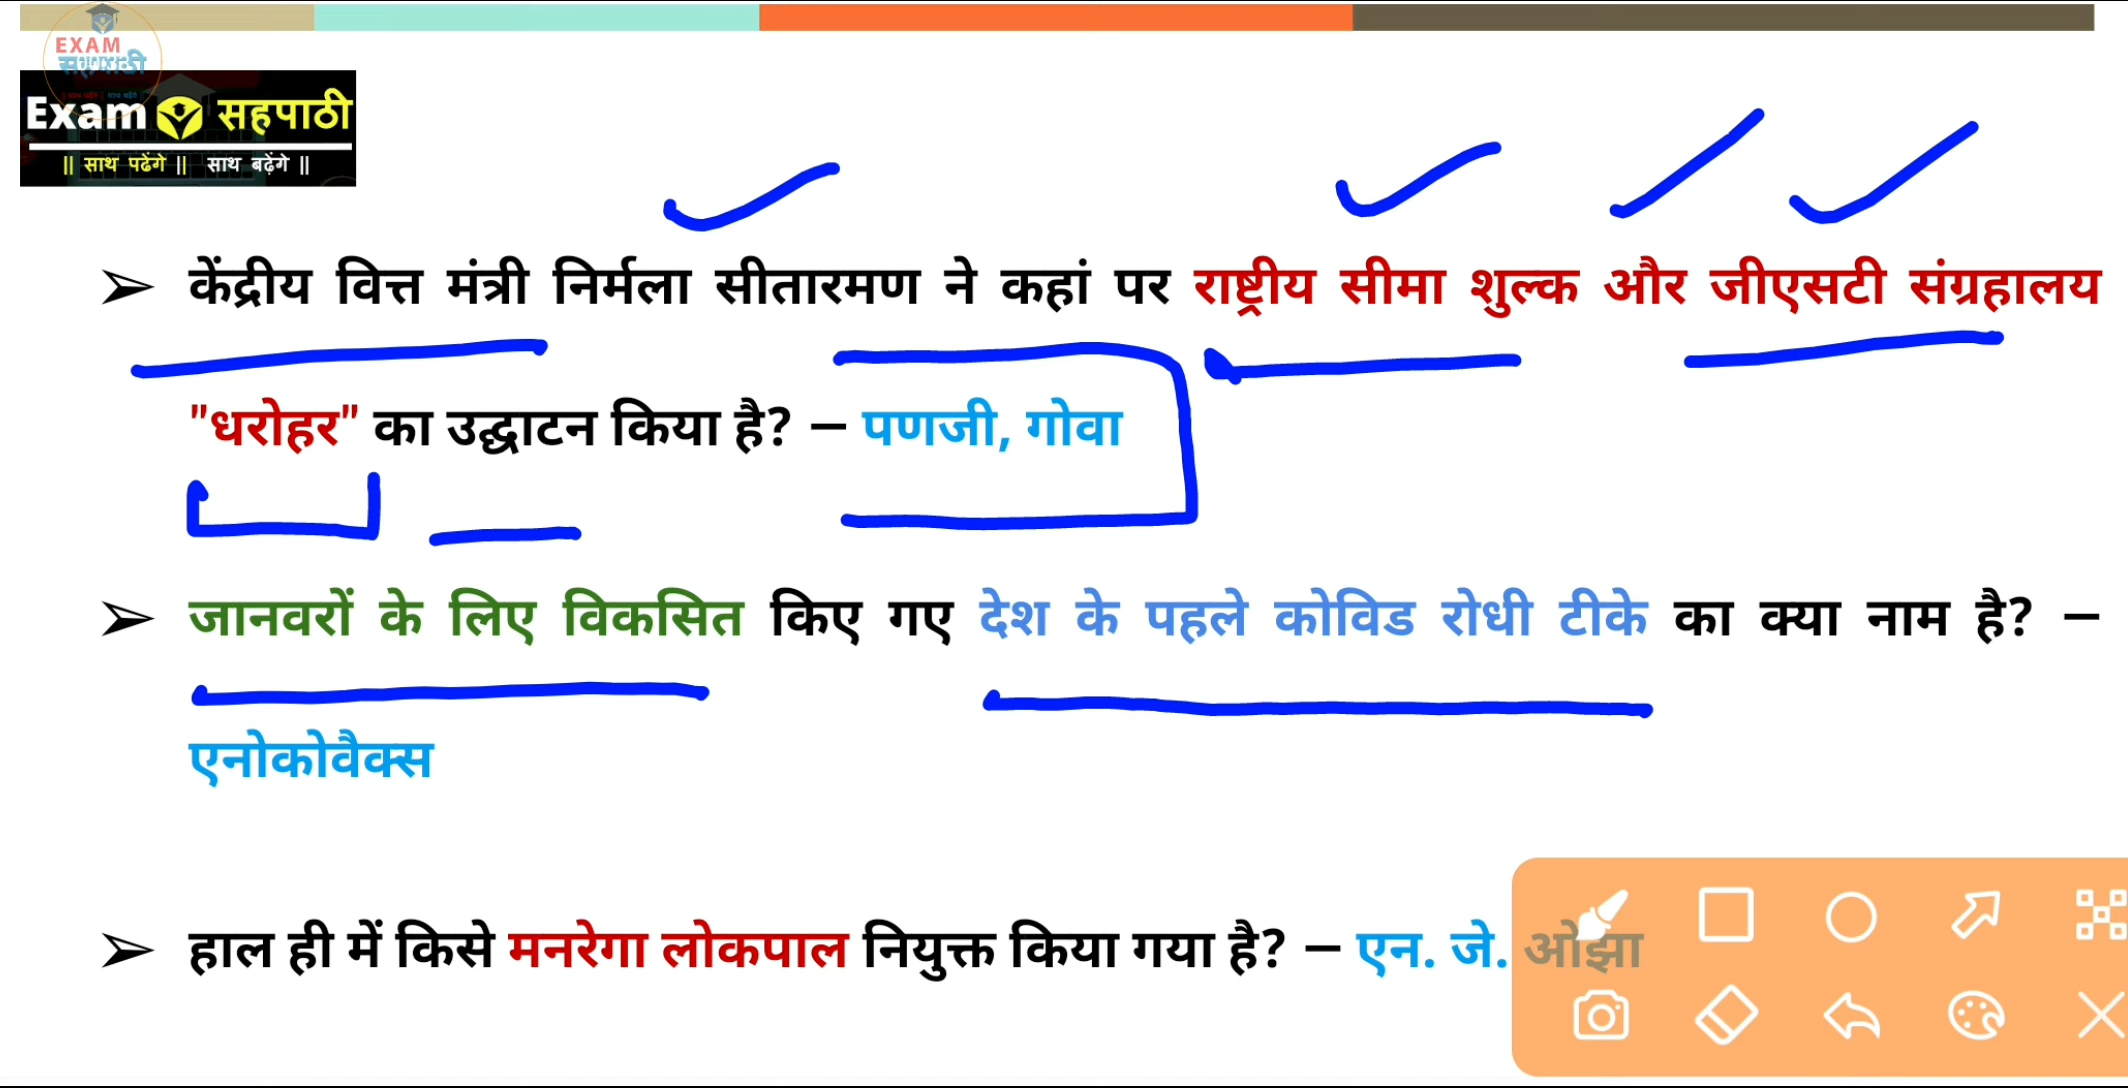 EXAM
सहपाठी
Exam सहपाठी
|| साथ पढेंगे || साथ बढ़ेंगे ||
केंद्रीय वित्त मंत्री निर्मला सीतारमण ने कहां पर राष्ट्रीय सीमा शुल्क और जीएसटी संग्रहालय
"धरोहर" का उद्घाटन किया है? – पणजी, गोवा
जानवरों के लिए विकसित किए गए देश के पहले कोविड रोधी टीके का क्या नाम है? –
एनोकोवैक्स
हाल ही में किसे मनरेगा लोकपाल नियुक्त किया गया है? – एन. जे. ओझा